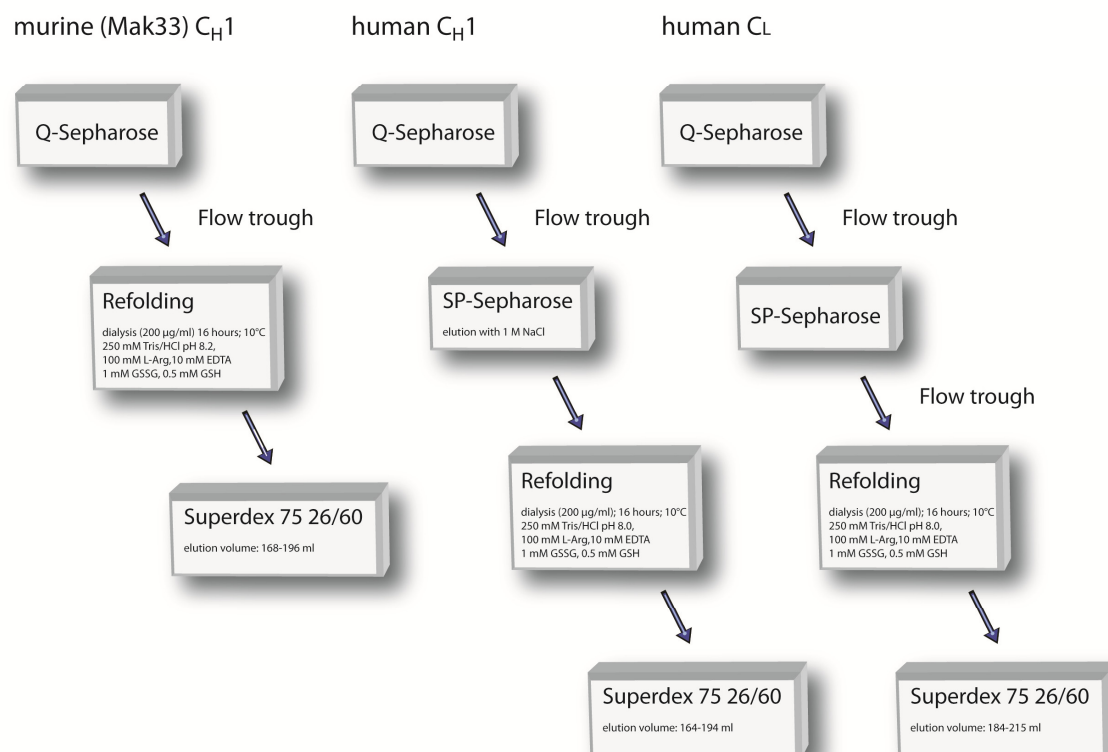 murine (Mak33) CH1
Q-Sepharose
Flow trough
Refolding
dialysis (200 µg/ml) 16 hours; 10°C
250 mM Tris/HCl pH 8.2,
100 mM L-Arg,10 mM EDTA
1 mM GSSG, 0.5 mM GSH
Superdex 75 26/60
elution volume: 168-196 ml
human CH1
Q-Sepharose
Flow trough
SP-Sepharose
elution with 1 M NaCl
Refolding
dialysis (200 µg/ml); 16 hours; 10°C
250 mM Tris/HCl pH 8.0,
100 mM L-Arg,10 mM EDTA
1 mM GSSG, 0.5 mM GSH
Superdex 75 26/60
elution volume: 164-194 ml
human CL
Q-Sepharose
Flow trough
SP-Sepharose
Flow trough
Refolding
dialysis (200 µg/ml); 16 hours; 10°C
250 mM Tris/HCl pH 8.0,
100 mM L-Arg,10 mM EDTA
1 mM GSSG, 0.5 mM GSH
Superdex 75 26/60
elution volume: 184-215 ml